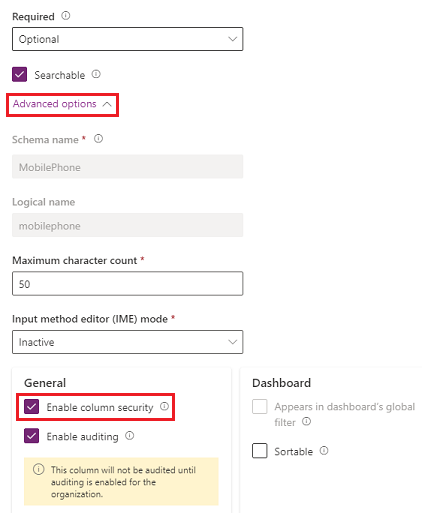 Required
Optional
Searchable
Advanced options
Schema name *
MobilePhone
Logical name
mobilephone
Maximum character count *
50
Input method editor (IME) mode *
Inactive
General
Enable column security
Enable auditing
This column will not be audited until
auditing is enabled for the
organization.
Dashboard
Appears in dashboard's global
filter
Sortable